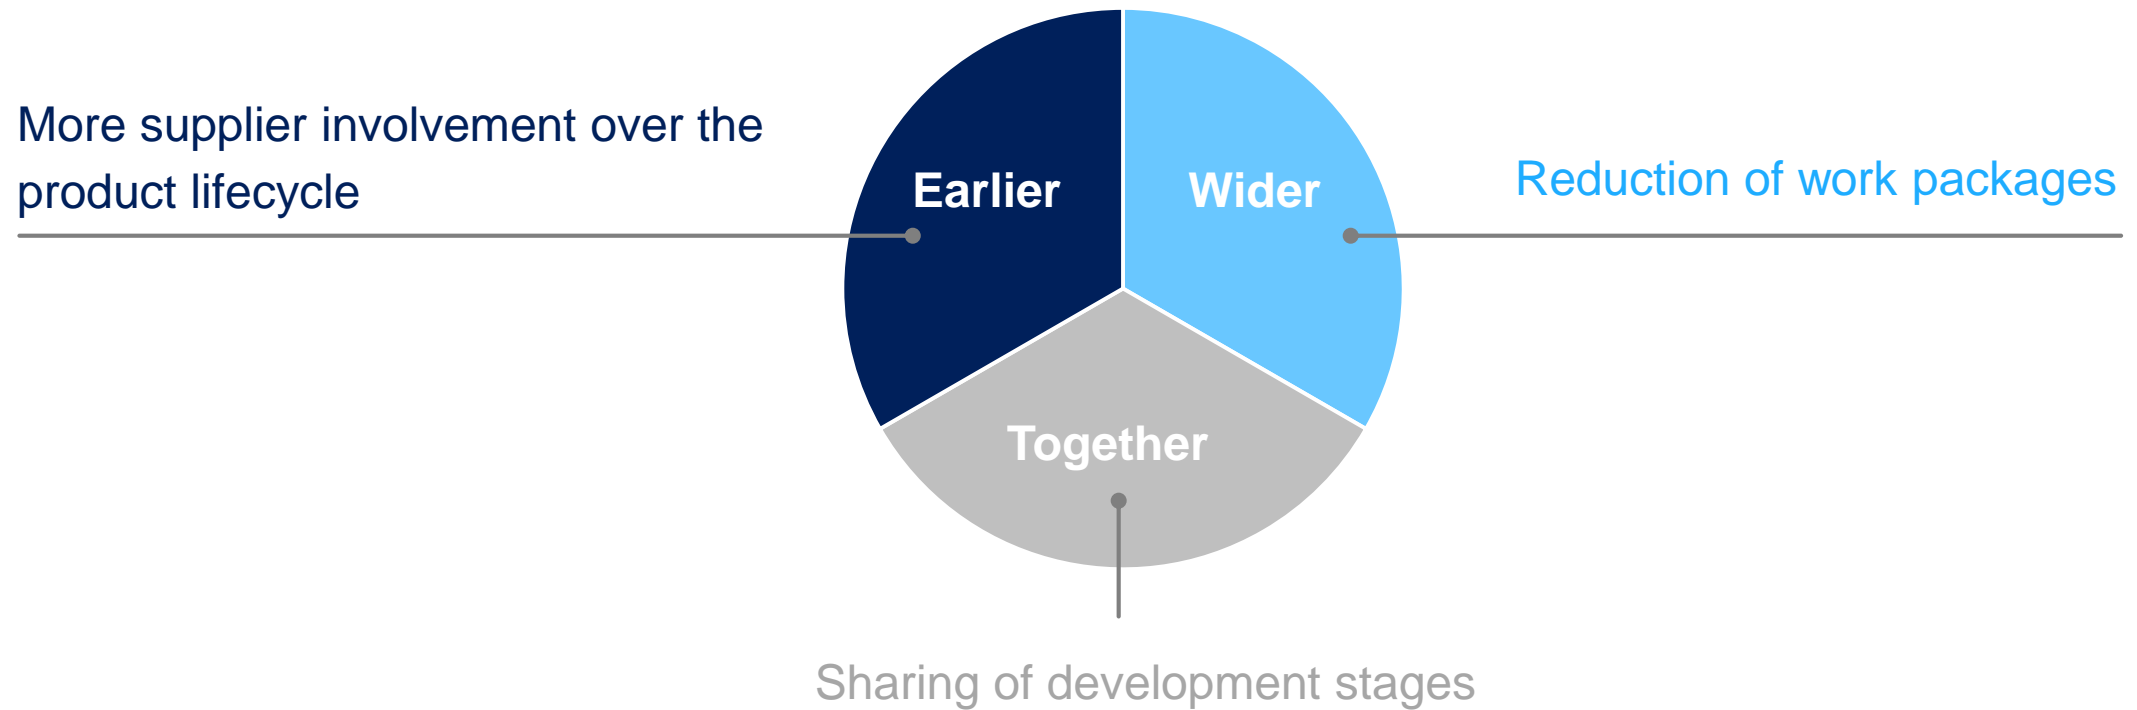 More supplier involvement over the
product lifecycle
Earlier
Wider
Reduction of work packages
Together
Sharing of development stages